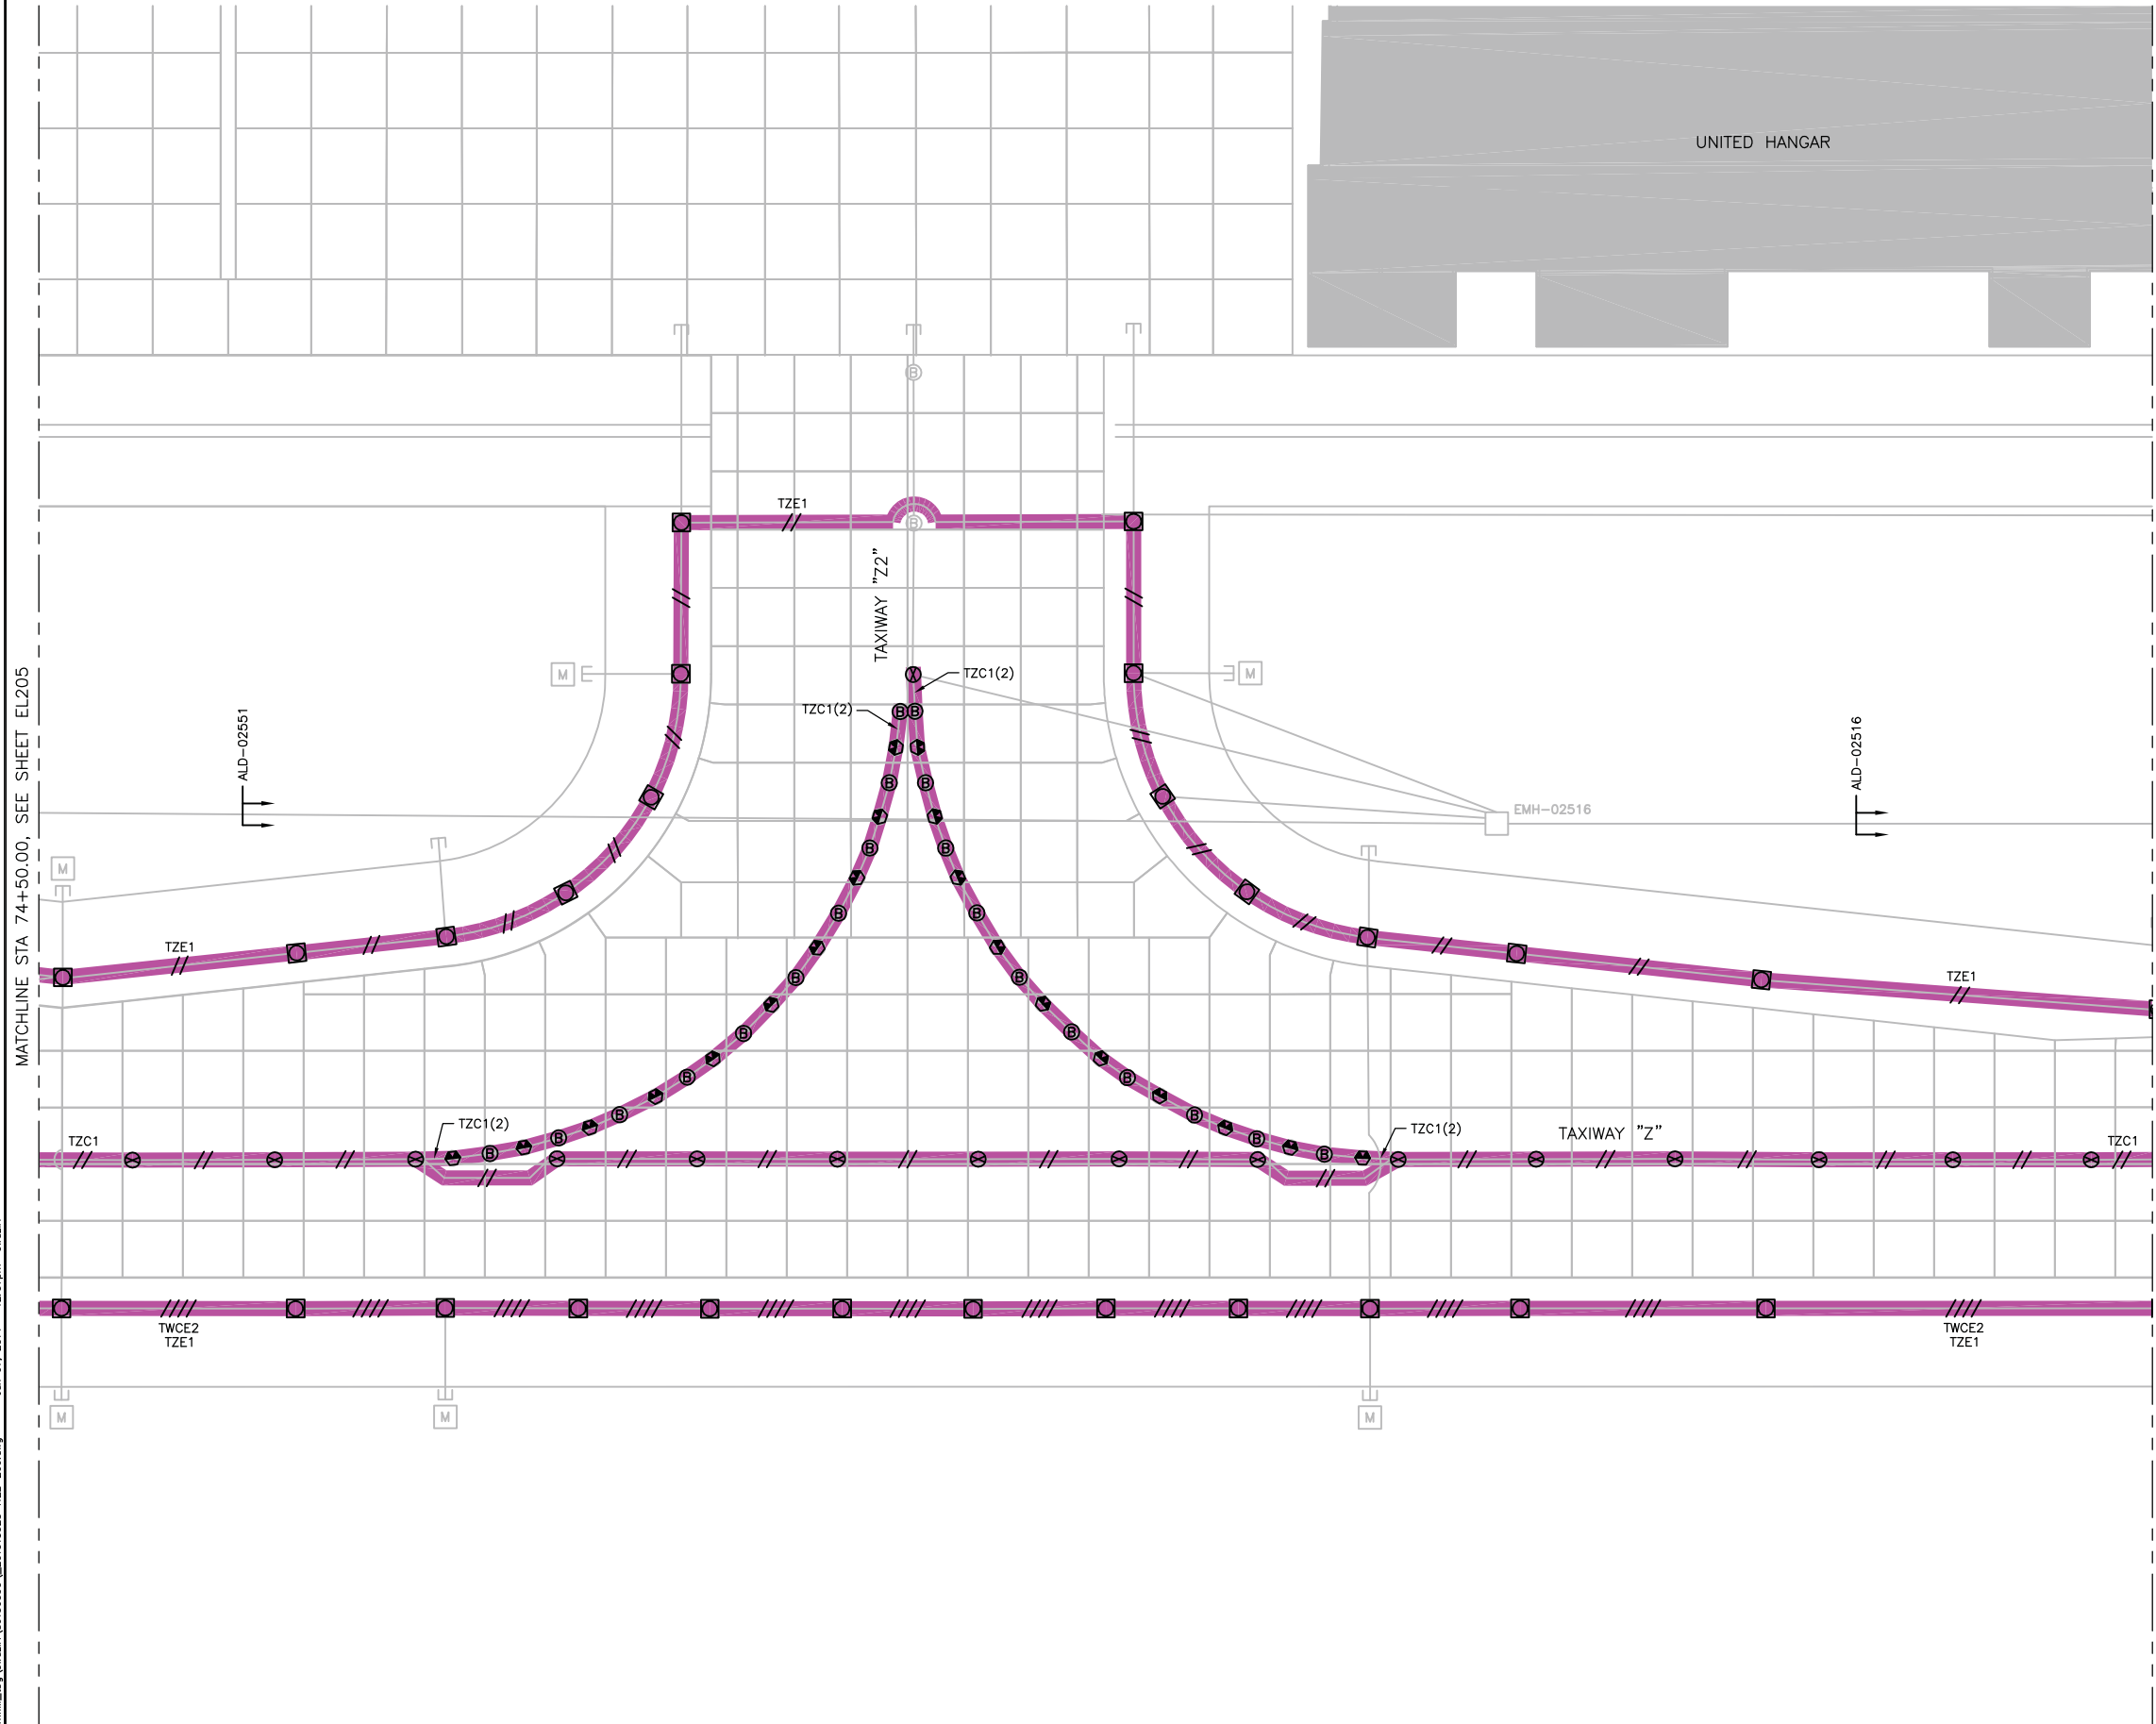 UNITED HANGAR
B
TZE1
B
TAXIWAY "Z2"
M
M
TZC1(2)
TZC1(2)
B B
ALD-02551
ALD-02516
B B
EMH-02516
B B
M
B B
MATCHLINE STA 74+50.00, SEE SHEET EL205
TZE1
TZE1
B B
B B
B B
B B
TZC1(2)
TZC1(2)
TAXIWAY "Z"
TZC1
TZC1
B B
B B
TWCE2
TZE1
TWCE2
TZE1
M
M
M